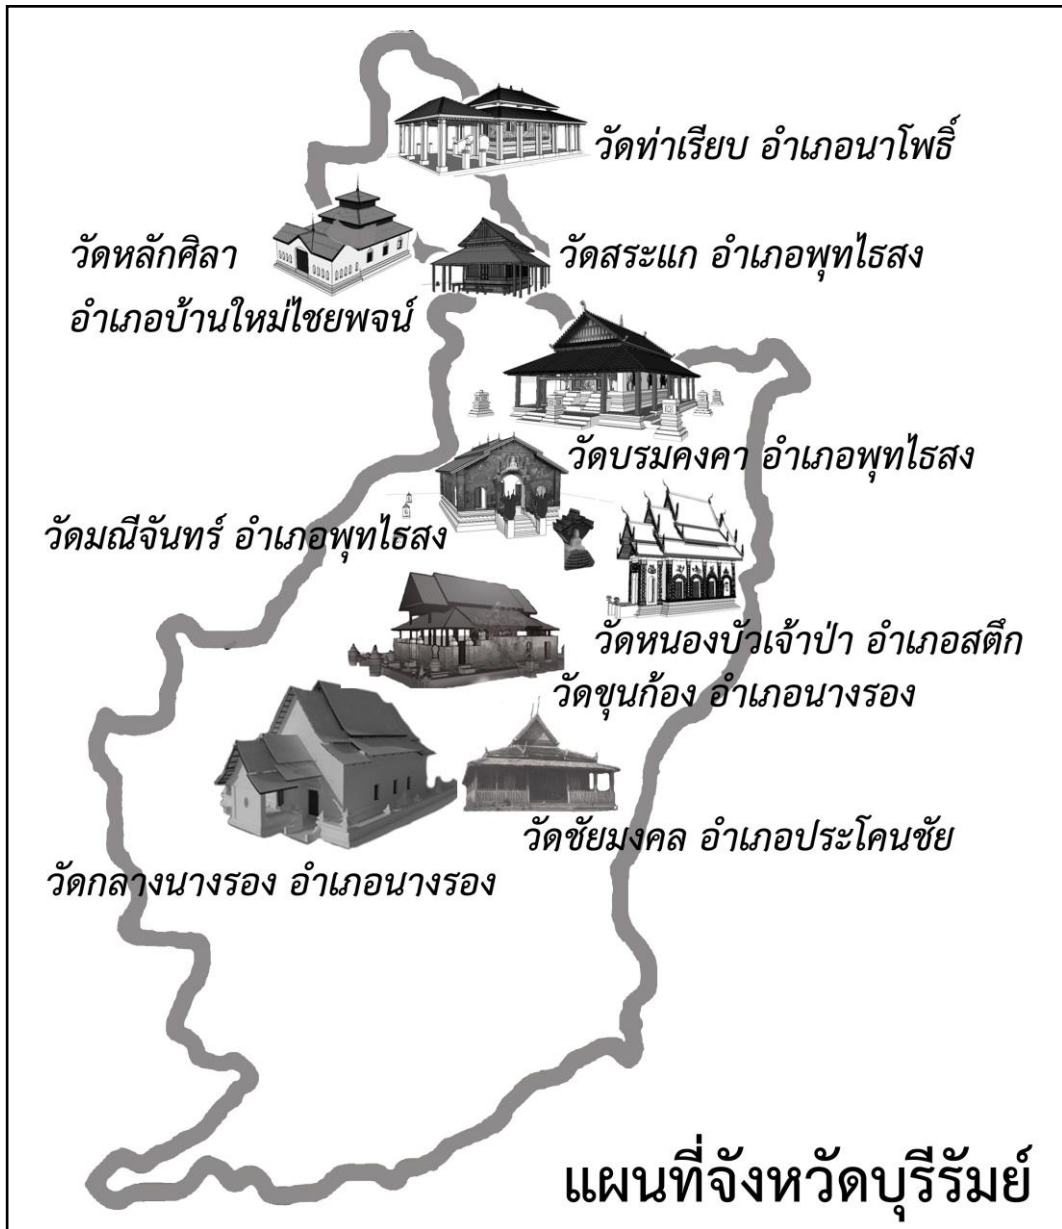 วัดท่าเรียบ อำเภอนาโพธิ์
วัดหลักศิลา
อำเภอบ้านใหม่ไชยพจน์
วัดสระแก อำเภอพุทไธสง
วัดบรมคงคา อำเภอพุทไธสง
วัดมณีจันทร์ อำเภอพุทไธสง
วัดหนองบัวเจ้าป่า อำเภอสตึก
วัดขุนก้อง อำเภอนางรอง
วัดชัยมงคล อำเภอประโคนชัย
วัดกลางนางรอง อำเภอนางรอง
แผนที่จังหวัดบุรีรัมย์